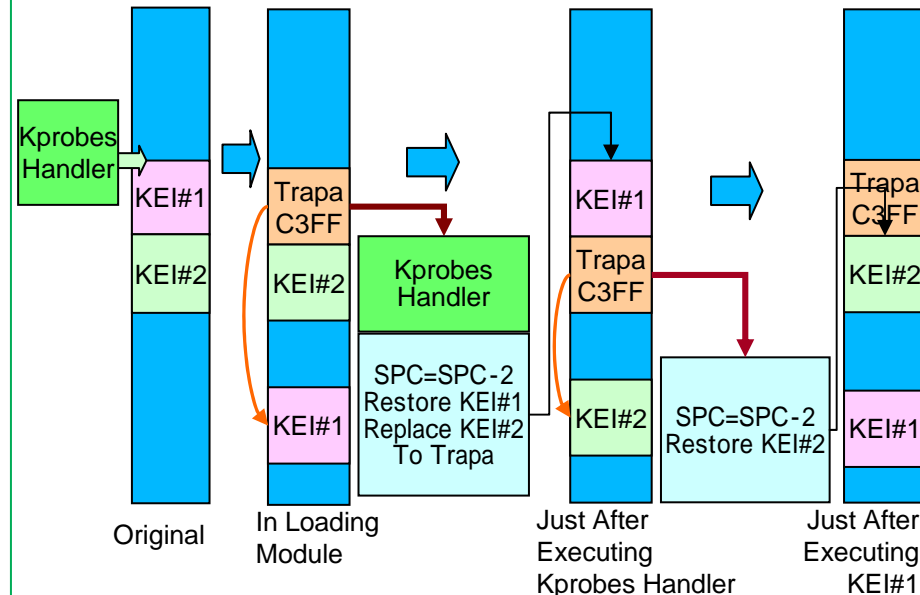 Kprobes
Handler
KEI#1
KEI#2
Original
Trapa
C3FF
KEI#2
KEI#1
In Loading
Module
Kprobes
Handler
SPC=SPC-2
Restore KEI#1
Replace KEI#2
To Trapa
KEI#1
Trapa
C3FF
KEI#2
Just After
Executing
Kprobes Handler
SPC=SPC-2
Restore KEI#2
Trapa
C3FF
KEI#2
KEI#1
Just After
Executing
KEI#1